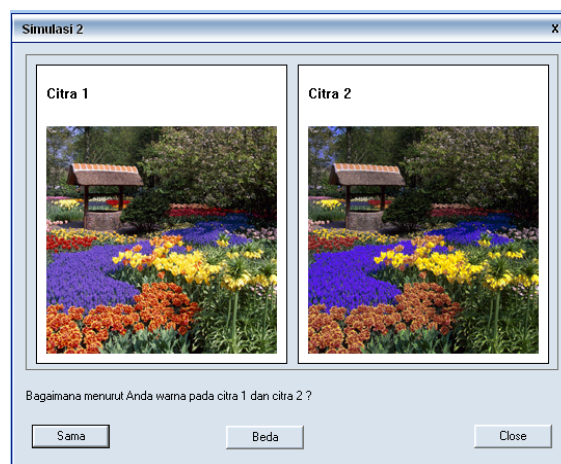 Simulasi 2 X
Citra 1
Citra 2
Bagaimana menurut Anda warna pada citra 1 dan citra 2 ?
Sama
Beda
Close